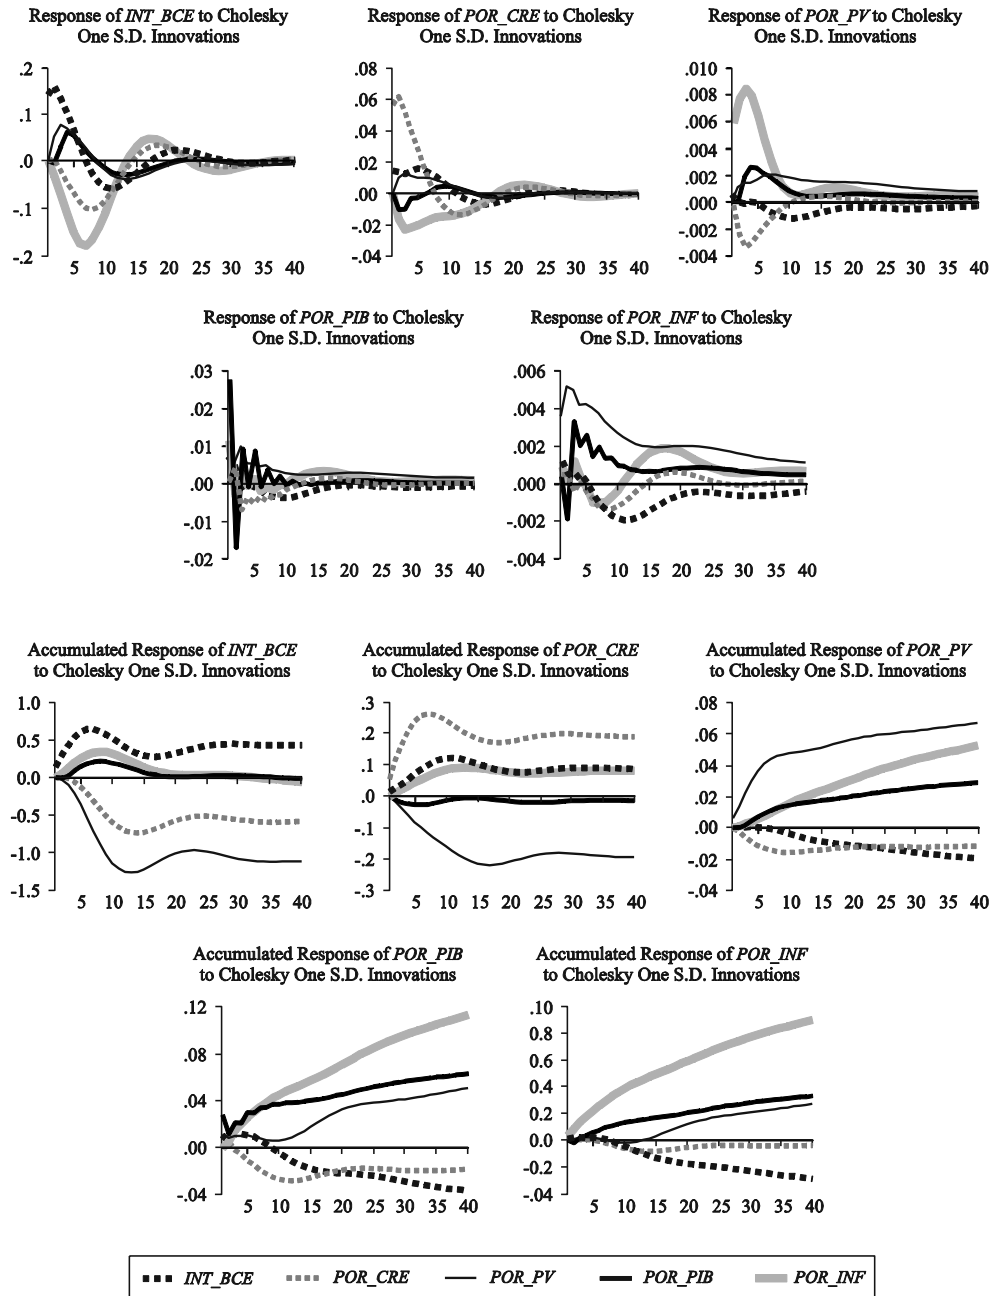 Response of INT_BCE to Cholesky
One S.D. Innovations
Response of POR_CRE to Cholesky
One S.D. Innovations
Response of POR_PV to Cholesky
One S.D. Innovations
.2
.1
.0
-.1
-.2
5 10 15 20 25 30 35 40
.08
.06
.04
.02
.00
-.02
-.04
5 10 15 20 25 30 35 40
.010
.008
.006
.004
.002
.000
-.002
-.004
5 10 15 20 25 30 35 40
Response of POR_PIB to Cholesky
One S.D. Innovations
Response of POR_INF to Cholesky
One S.D. Innovations
.03
.02
.01
.00
-.01
-.02
5 10 15 20 25 30 35 40
.006
.004
.002
.000
-.002
-.004
5 10 15 20 25 30 35 40
Accumulated Response of INT_BCE
to Cholesky One S.D. Innovations
Accumulated Response of POR_CRE
to Cholesky One S.D. Innovations
Accumulated Response of POR_PV
to Cholesky One S.D. Innovations
1.0
0.5
0.0
-0.5
-1.0
-1.5
5 10 15 20 25 30 35 40
.3
.2
.1
.0
-.1
-.2
-.3
5 10 15 20 25 30 35 40
.08
.06
.04
.02
.00
-.02
-.04
5 10 15 20 25 30 35 40
Accumulated Response of POR_PIB
to Cholesky One S.D. Innovations
Accumulated Response of POR_INF
to Cholesky One S.D. Innovations
.12
.08
.04
.00
-.04
5 10 15 20 25 30 35 40
0.10
0.8
0.6
0.4
0.2
0.0
-0.2
-.04
5 10 15 20 25 30 35 40
INT_BCE POR_CRE POR_PV POR_PIB POR_INF